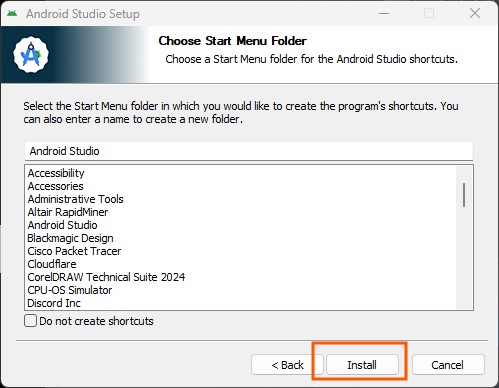 Android Studio Setup
Choose Start Menu Folder
Choose a Start Menu folder for the Android Studio shortcuts.
Select the Start Menu folder in which you would like to create the program's shortcuts. You
can also enter a name to create a new folder.
Android Studio
Accessibility
Accessories
Administrative Tools
Altair RapidMiner
Android Studio
Blackmagic Design
Cisco Packet Tracer
Cloudflare
CorelDRAW Technical Suite 2024
CPU-OS Simulator
Discord Inc
Do not create shortcuts
< Back
Install
Cancel